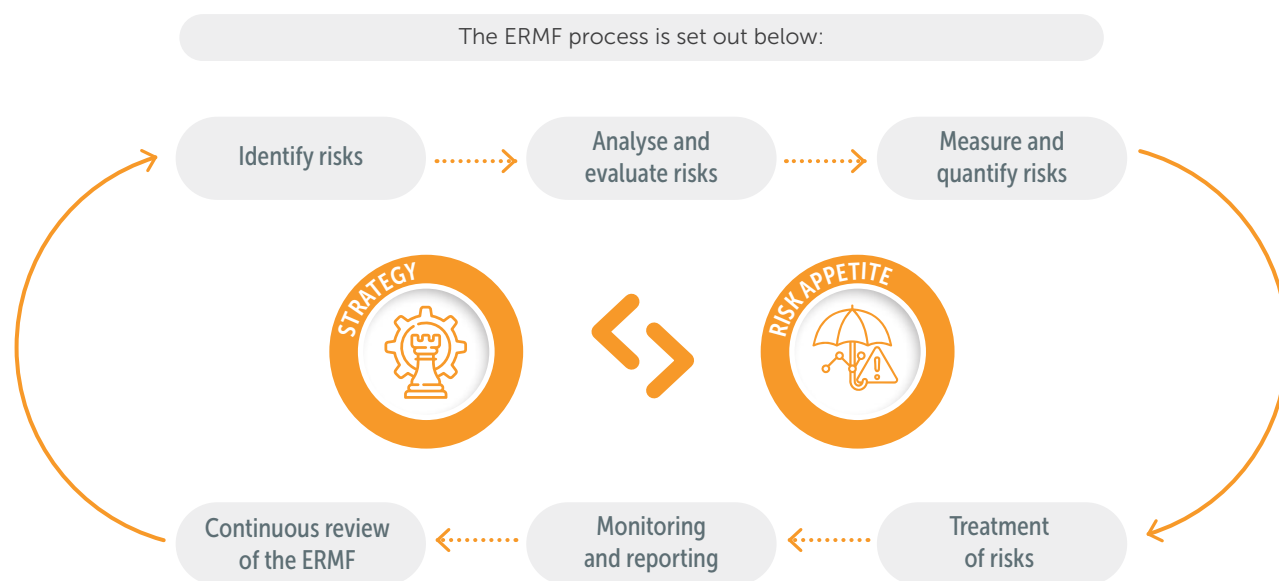 The ERMF process is set out below:
Identify risks
Analyse and
evaluate risks
Measure and
quantify risks
STRATEGY
RISK APPETITE
Continuous review
of the ERMF
Monitoring
and reporting
Treatment
of risks